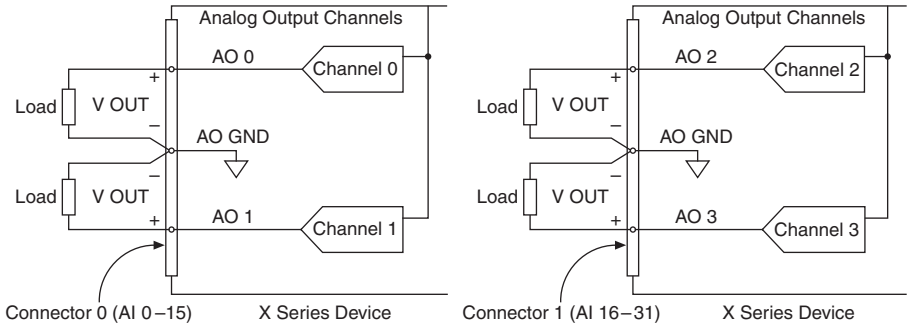 Analog Output Channels
AO 0
Channel 0
+
Load
V OUT
–
AO GND
–
Load
V OUT
+
AO 1
Channel 1
Connector 0 (AI 0–15)
X Series Device
Analog Output Channels
AO 2
Channel 2
+
Load
V OUT
–
AO GND
–
Load
V OUT
+
AO 3
Channel 3
Connector 1 (AI 16–31)
X Series Device